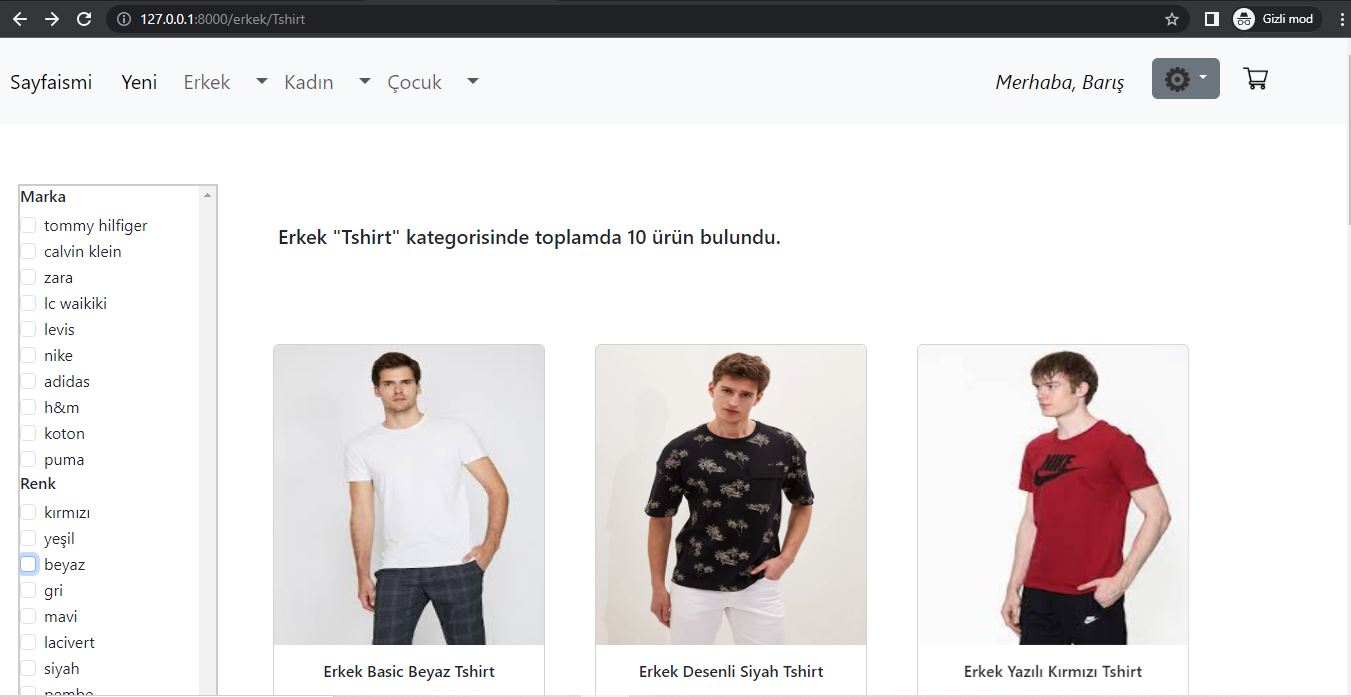 127.0.0.1:8000/erkek/Tshirt
Gizli mod
Sayfaismi Yeni Erkek Kadın Çocuk Merhaba, Barış
Marka
tommy hilfiger
calvin klein
zara
lc waikiki
levis
nike
adidas
h&m
koton
puma
Renk
kırmızı
yeşil
beyaz
gri
mavi
lacivert
siyah
pembe
Erkek "Tshirt" kategorisinde toplamda 10 ürün bulundu.
NIKE
Erkek Basic Beyaz Tshirt
Erkek Desenli Siyah Tshirt
Erkek Yazılı Kırmızı Tshirt